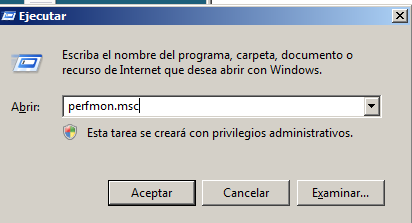 Ejecutar
Escriba el nombre del programa, carpeta, documento o
recurso de Internet que desea abrir con Windows.
Abrir: perfmon.msc
Esta tarea se creará con privilegios administrativos.
Aceptar Cancelar Examinar...